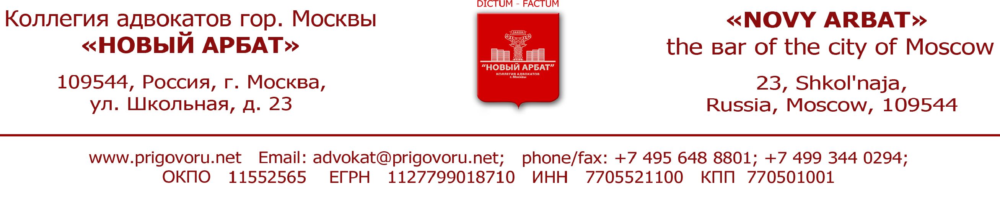 Коллегия адвокатов гор. Москвы
«НОВЫЙ АРБАТ»
109544, Россия, г. Москва,
ул. Школьная, д. 23
DICTUM - FACTUM
ЗАКОН
“НОВЫЙ АРБАТ”
КОЛЛЕГИЯ АДВОКАТОВ
г. Москвы
«NOVY ARBAT»
the вar of the city of Moscow
23, Shkol'naja,
Russia, Moscow, 109544
www.prigovoru.net Email: advokat@prigovoru.net; phone/fax: +7 495 648 8801; +7 499 344 0294;
ОКПО 11552565 ЕГРН 1127799018710 ИНН 7705521100 КПП 770501001